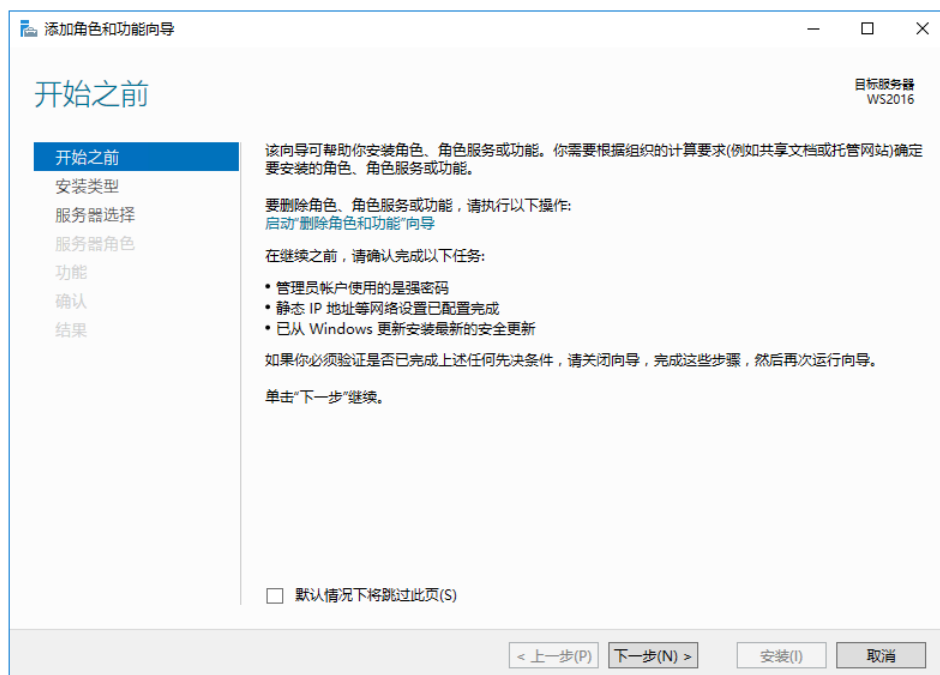 添加角色和功能向导
开始之前
目标服务器
WS2016
开始之前
安装类型
服务器选择
服务器角色
功能
确认
结果
该向导可帮助你安装角色、角色服务或功能。你需要根据组织的计算要求(例如共享文档或托管网站)确定
要安装的角色、角色服务或功能。
要删除角色、角色服务或功能，请执行以下操作:
启动"删除角色和功能"向导
在继续之前，请确认完成以下任务:
• 管理员帐户使用的是强密码
• 静态 IP 地址等网络设置已配置完成
• 已从 Windows 更新安装最新的安全更新
如果你必须验证是否已完成上述任何先决条件，请关闭向导，完成这些步骤，然后再次运行向导。
单击"下一步"继续。
默认情况下将跳过此页(S)
< 上一步(P)
下一步(N) >
安装(I)
取消